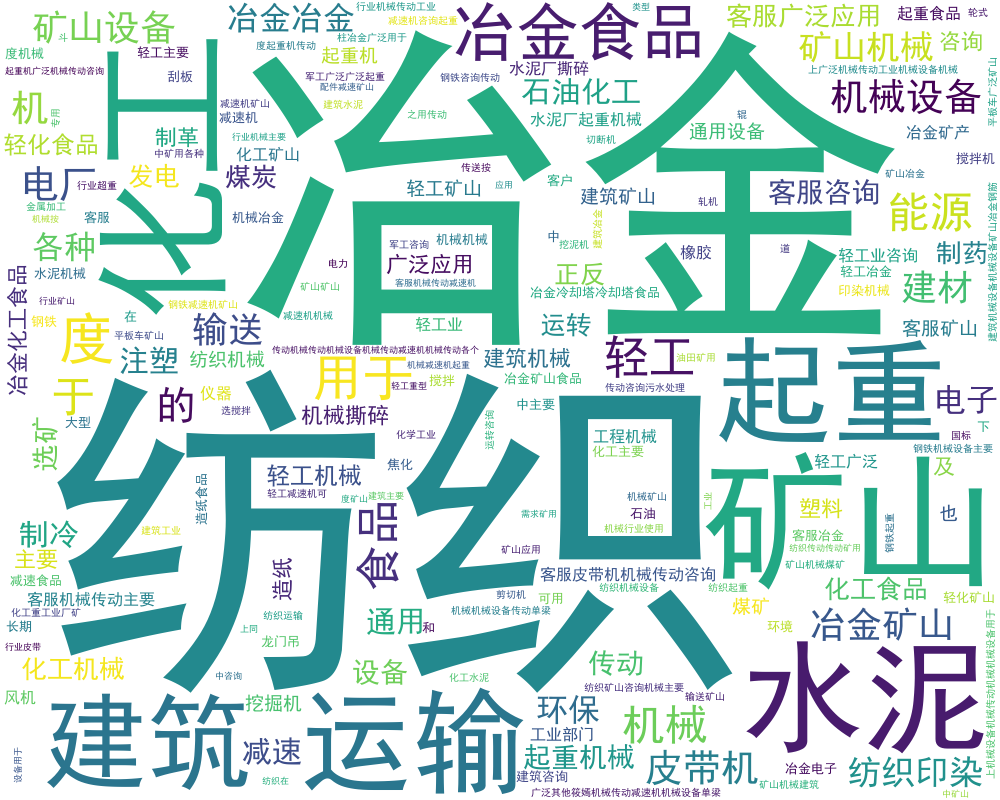 矿山设备
冶金冶金
行业机械传动工业
减速机咨询起重
冶金食品
类型
客服广泛应用
起重食品
轮式
斗
度机械
轻工主要
度起重机传动
柱冶金广泛用于
起重机
矿山机械
咨询
起重机广泛机械传动咨询
刮板
军工广泛广泛起重
配件减速矿山
钢铁咨询传动
水泥厂撕碎
上广泛机械传动工业机械设备机械
机
专用
化工
减速机矿山
减速机
建筑水泥
之用传动
石油化工
机械设备
平板车广泛矿山
轻化食品
制革
中矿用各种
行业机械主要
化工矿山
水泥厂起重机械
切断机
辊
通用设备
冶金矿产
冶金
电厂
行业超重
发电
煤炭
轻工矿山
传送按
应用
客户
建筑矿山
轧机
客服咨询
矿山冶金
搅拌机
金属加工
机械按
客服
机械冶金
军工咨询
机械机械
中
挖泥机
建筑冶金
能源
各种
水泥机械
电力
广泛应用
客服机械传动减速机
橡胶
道
轻工业咨询
轻工冶金
制药
行业矿山
矿山矿山
正反
冶金冷却塔冷却塔食品
印染机械
建材
建筑机械设备机械设备矿山冶金钢筋
冶金化工食品
钢铁
钢铁减速机矿山
减速机机械
轻工业
运转
客服矿山
度
在
平板车矿山
注塑
输送
纺织机械
传动机械传动机械设备机械传动减速机机械传动各个
机械减速机起重
建筑机械
轻工
油田矿用
起重
于
的
仪器
选搅拌
用于
轻工重型
搅拌
冶金矿山食品
传动咨询污水处理
电子
大型
机械撕碎
中主要
国标
下
选矿
化学工业
运转咨询
工程机械
化工主要
钢铁机械设备主要
纺织
轻工机械
焦化
轻工广泛
及
造纸食品
轻工减速机可
度矿山
建筑主要
需求矿用
机械矿山
石油
工业
矿山
塑料
也
制冷
建筑工业
食品
机械行业使用
客服冶金
钢铁起重
主要
矿山应用
纺织传动传动矿用
减速食品
造纸
客服皮带机机械传动咨询
矿山机械煤矿
客服机械传动主要
剪切机
可用
纺织机械设备
纺织起重
化工食品
轻化矿山
化工重工业厂矿
纺织运输
机械机械设备传动单梁
煤矿
长期
上同
龙门吊
通用
和
环境
冶金矿山
行业皮带
化工机械
中咨询
设备
化工水泥
传动
水泥
上机械设备机械传动机械机械设备用于
风机
挖掘机
纺织矿山咨询机械主要
输送矿山
建筑
运输
环保
机械
减速
工业部门
设备用于
起重机械
皮带机
冶金电子
纺织印染
纺织在
建筑咨询
矿山机械建筑
中矿山